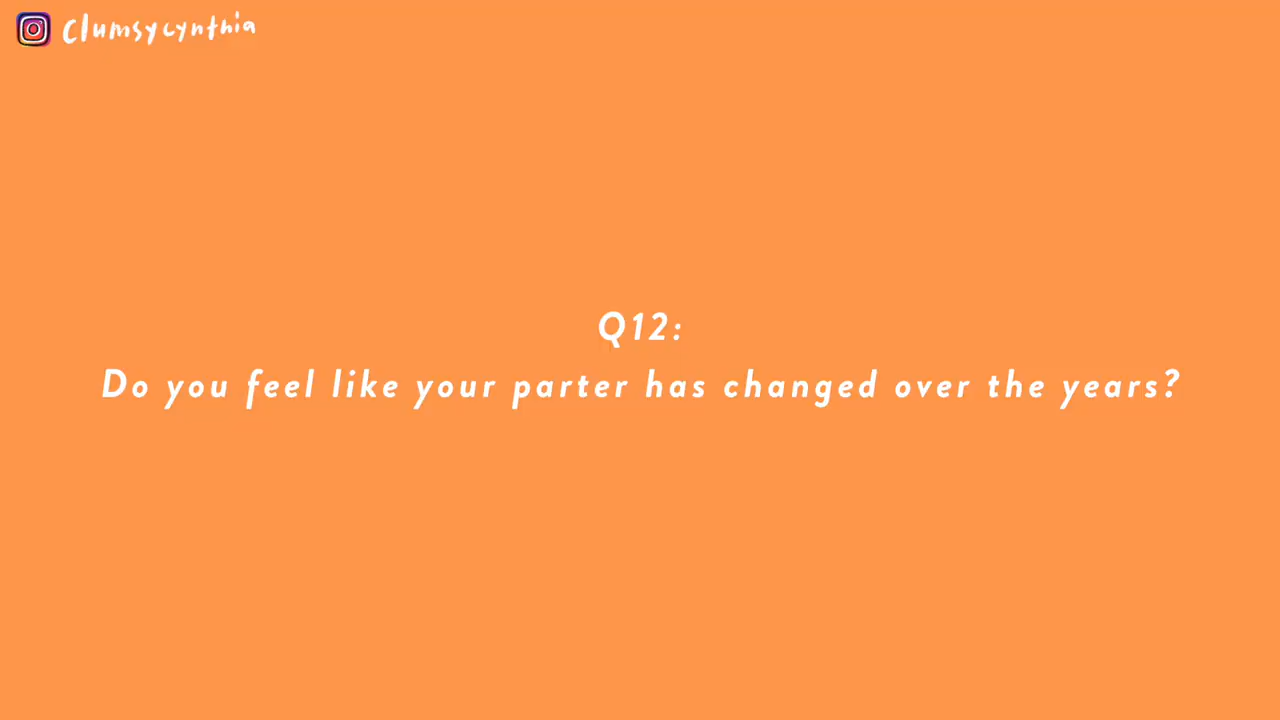 Clumsycynthia
Q12:
Do you feel like your parter has changed over the years?